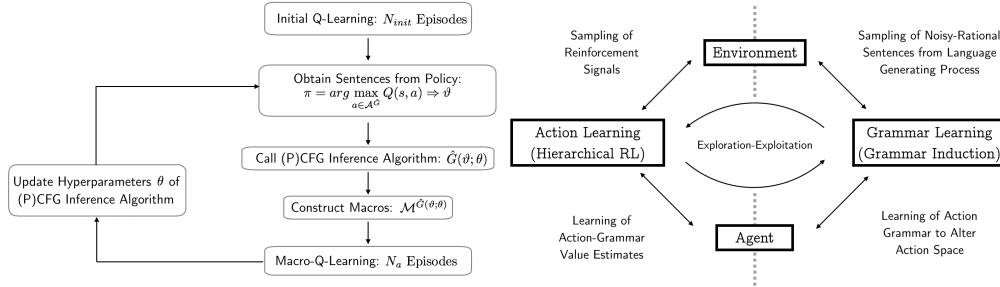 Initial Q-Learning: N_init Episodes
Obtain Sentences from Policy:
π = arg max_{a∈𝒜^Ĝ} Q(s, a) ⇒ ϑ
Call (P)CFG Inference Algorithm: Ĝ(ϑ; θ)
Update Hyperparameters θ of
(P)CFG Inference Algorithm
Construct Macros: ℳ^{Ĝ(ϑ;θ)}
Macro-Q-Learning: N_a Episodes
Sampling of
Reinforcement
Signals
Environment
Sampling of Noisy-Rational
Sentences from Language
Generating Process
Action Learning
(Hierarchical RL)
Exploration-Exploitation
Grammar Learning
(Grammar Induction)
Learning of
Action-Grammar
Value Estimates
Agent
Learning of Action
Grammar to Alter
Action Space